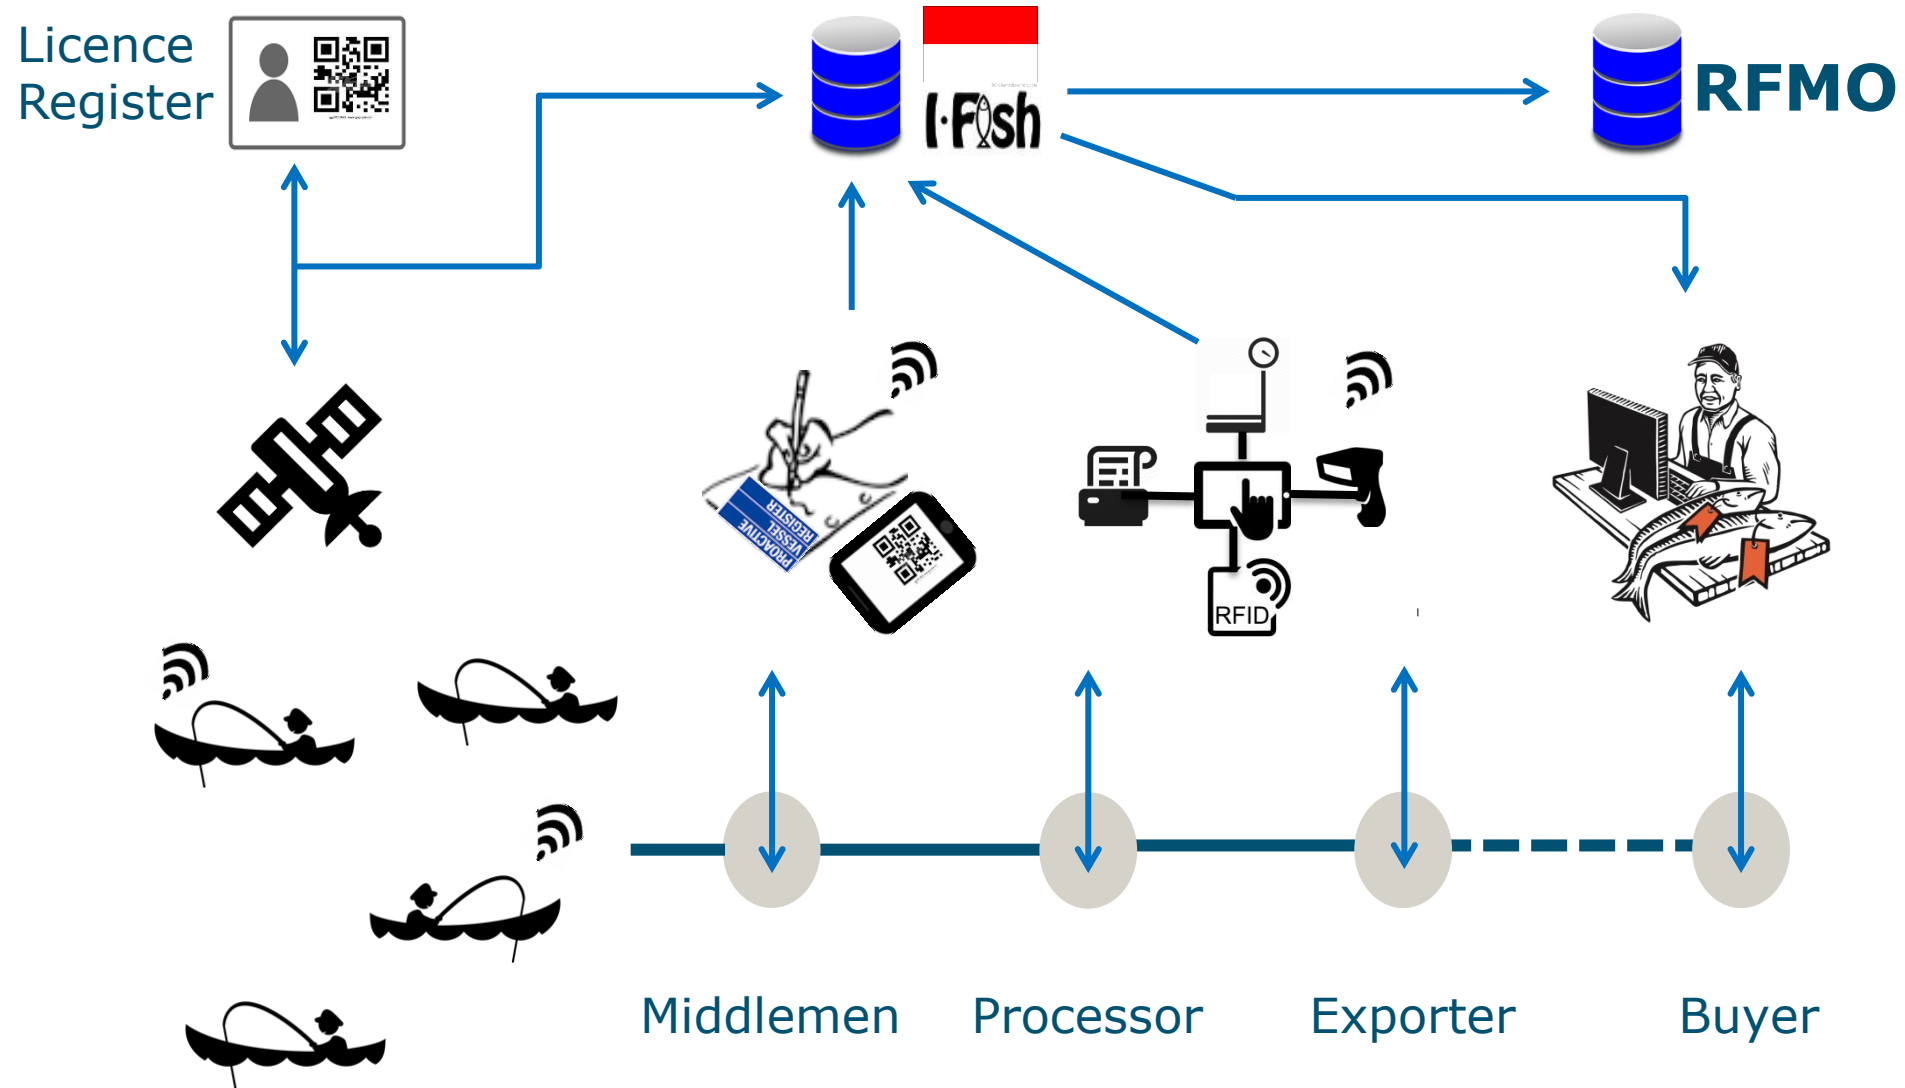 Licence
Register
I·Fish
RFMO
PROACTIVE
VESSEL
REGISTER
RFID
Middlemen
Processor
Exporter
Buyer